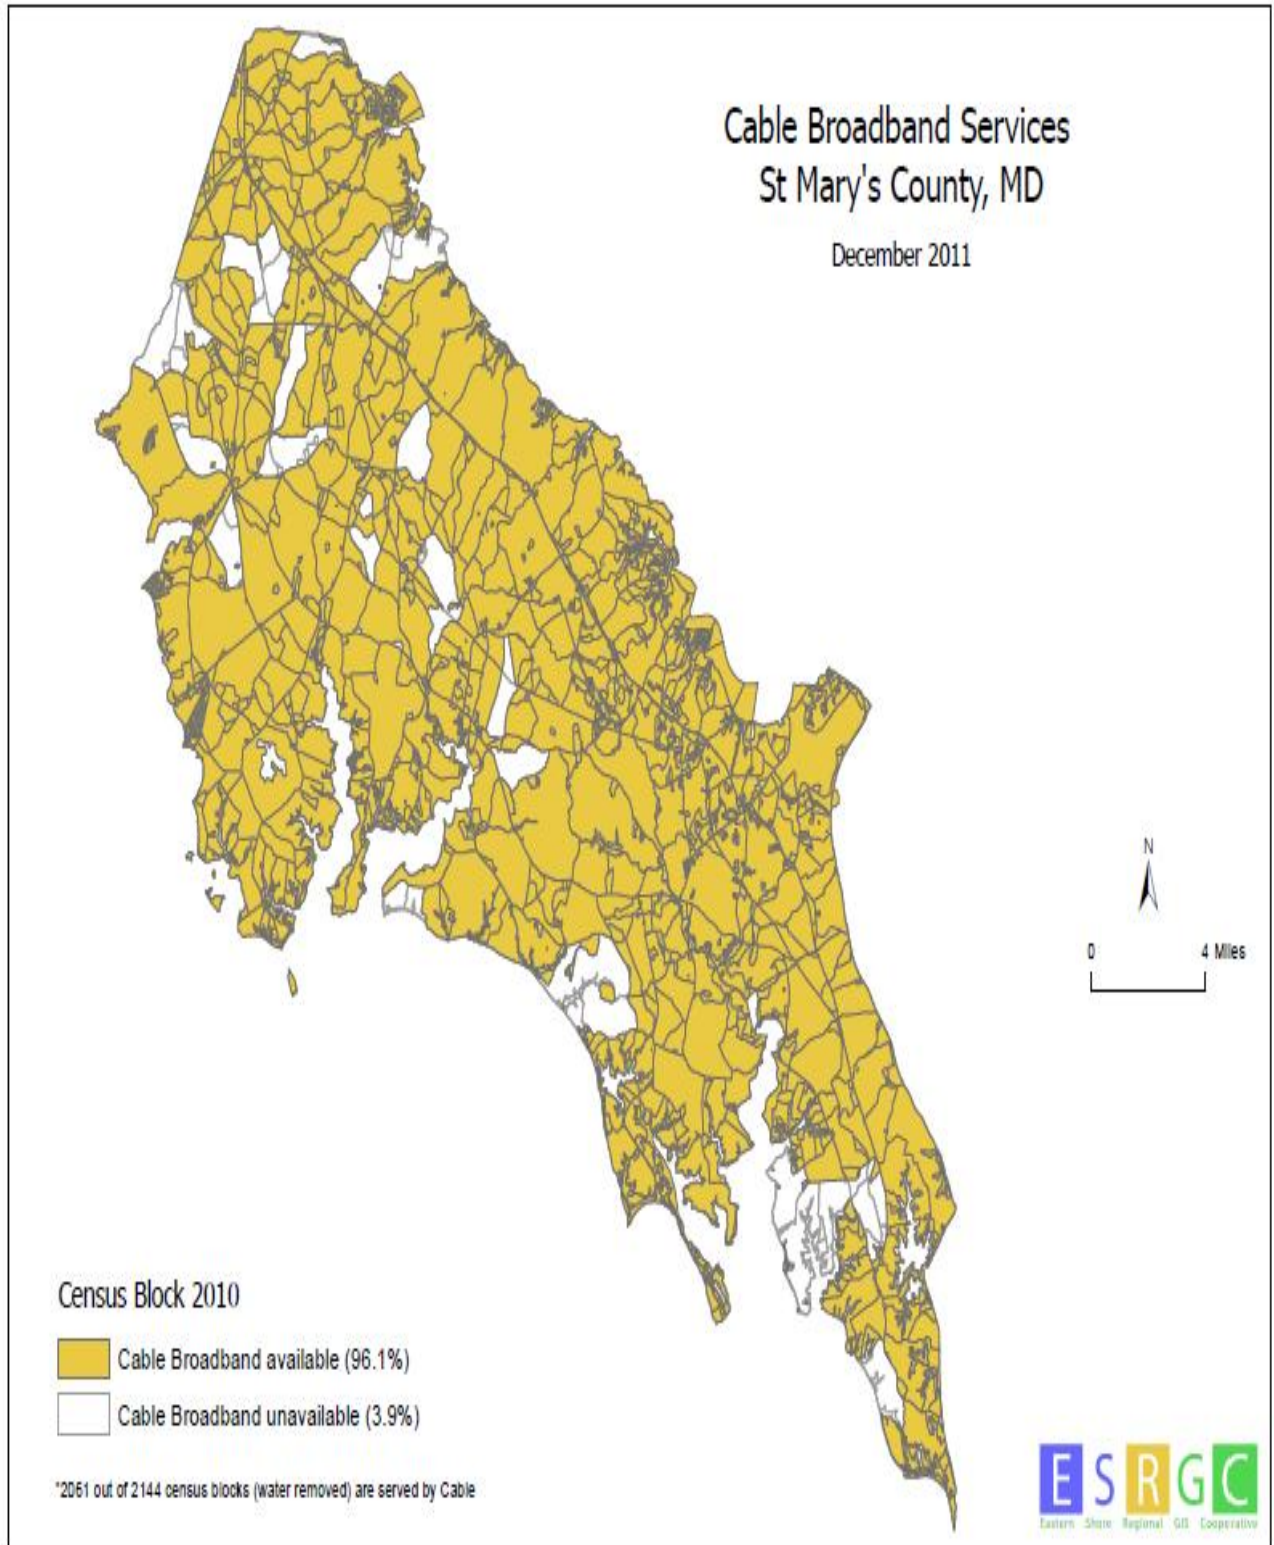 Cable Broadband Services
St Mary's County, MD
December 2011
N
0 4 Miles
Census Block 2010
Cable Broadband available (96.1%)
Cable Broadband unavailable (3.9%)
*2061 out of 2144 census blocks (water removed) are served by Cable
ESRGC
Eastern Shore Regional GIS Cooperative